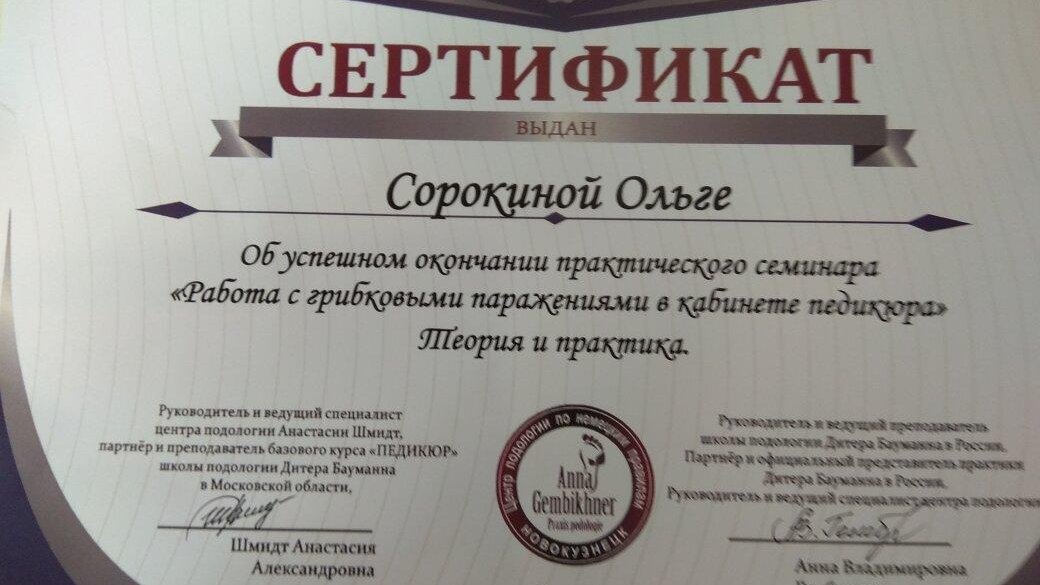 СЕРТИФИКАТ
ВЫДАН
Сорокиной Ольге
Об успешном окончании практического семинара
«Работа с грибковыми паражениями в кабинете педикюра»
Теория и практика.
Руководитель и ведущий специалист
центра подологии Анастасии Шмидт,
партнёр и преподаватель базового курса «ПЕДИКЮР»
школы подологии Дитера Бауманна
в Московской области,
Шмидт Анастасия
Александровна
Центр подологии по немецким правилам
Anna
Gembikhner
Praxis podologie
НОВОКУЗНЕЦК
Руководитель и ведущий преподаватель
школы подологии Дитера Бауманна в России,
Партнёр и официальный представитель практики
Дитера Бауманна в России,
Руководитель и ведущий специалист центра подологии
Анна Владимировна